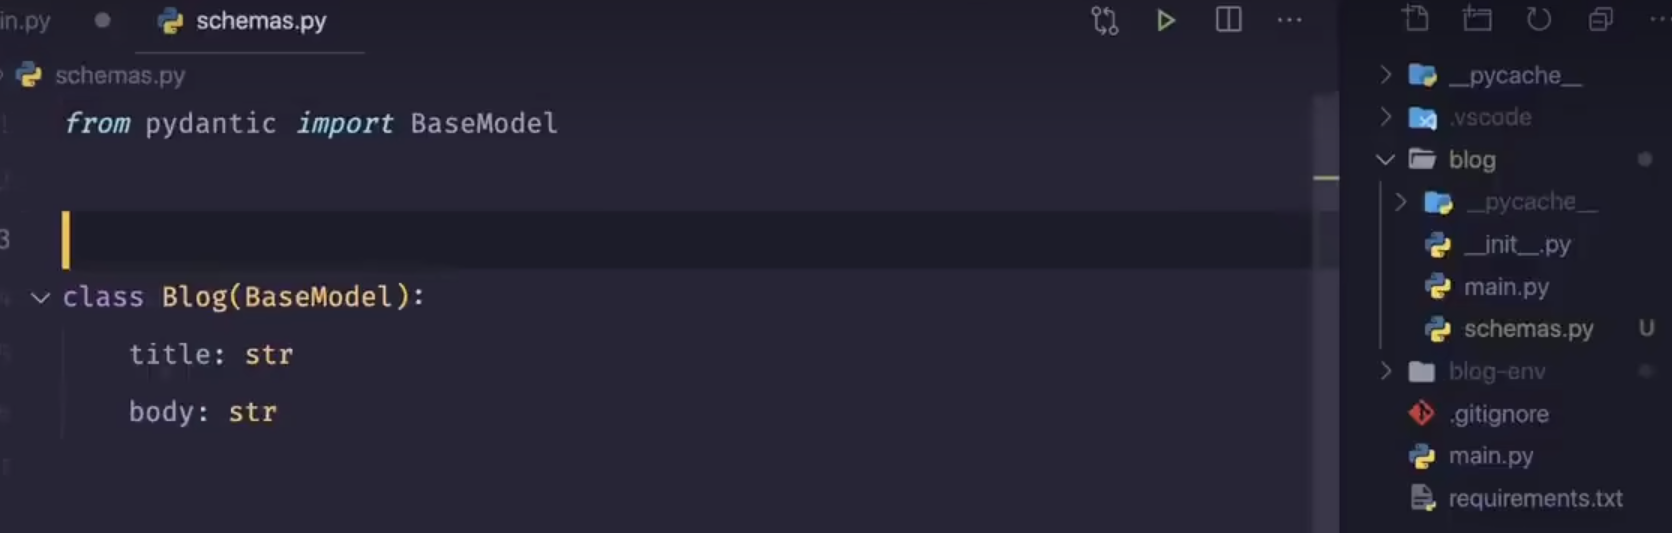 in.py
schemas.py
schemas.py
from pydantic import BaseModel
3
class Blog(BaseModel):
title: str
body: str
__pycache__
.vscode
blog
__pycache__
__init__.py
main.py
schemas.py U
blog-env
.gitignore
main.py
requirements.txt